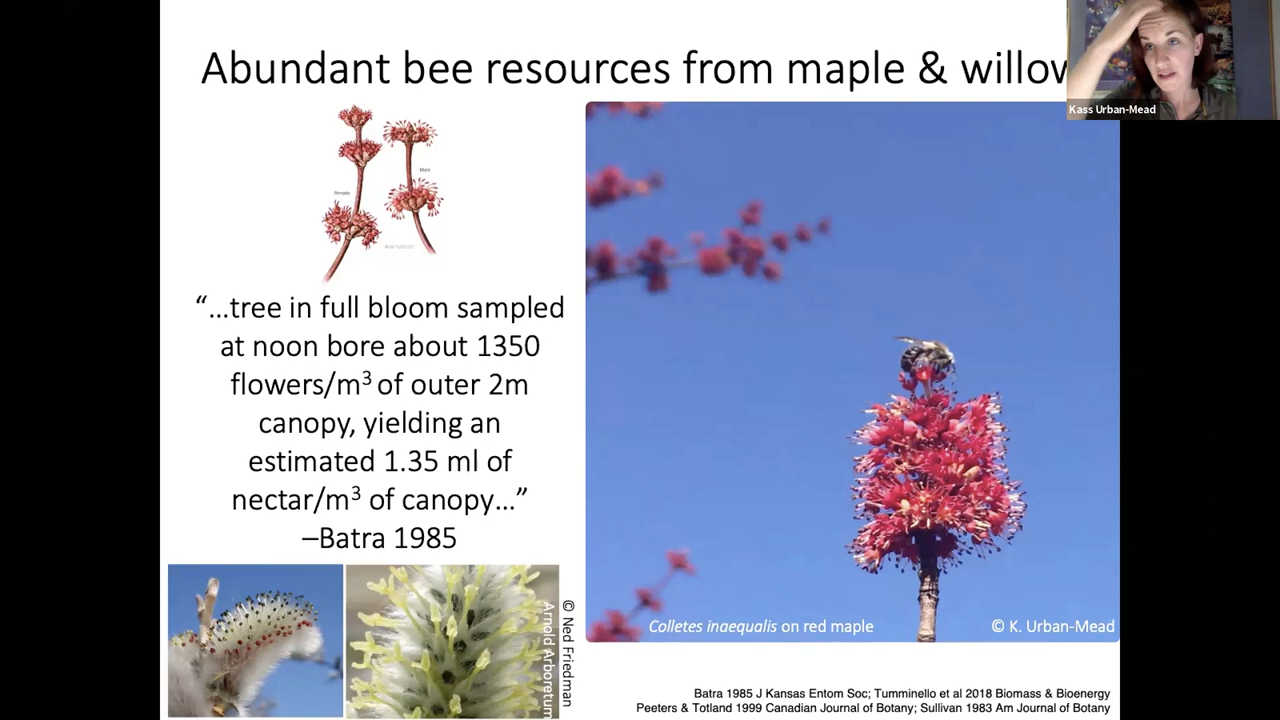 Abundant bee resources from maple & willow
Kass Urban-Mead
Female
Male
“...tree in full bloom sampled
at noon bore about 1350
flowers/m³ of outer 2m
canopy, yielding an
estimated 1.35 ml of
nectar/m³ of canopy...”
–Batra 1985
© Ned Friedman
Arnold Arboretum
Colletes inaequalis on red maple
© K. Urban-Mead
Batra 1985 J Kansas Entom Soc; Tumminello et al 2018 Biomass & Bioenergy
Peeters & Totland 1999 Canadian Journal of Botany; Sullivan 1983 Am Journal of Botany